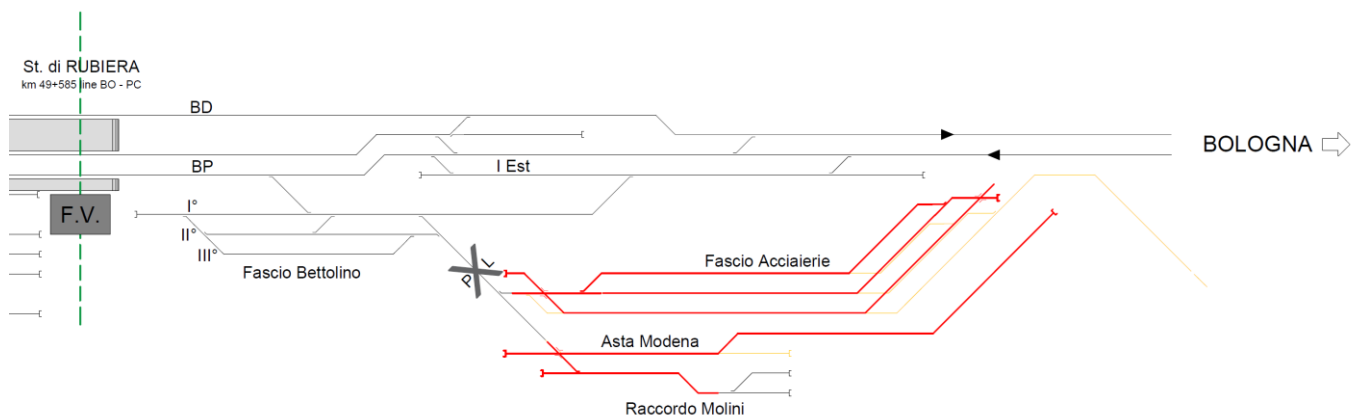 St. di RUBIERA
km 49+585 line BO - PC
BD
BOLOGNA
BP
I Est
F.V.
I°
II°
III°
Fascio Bettolino
P L
Fascio Acciaierie
Asta Modena
Raccordo Molini